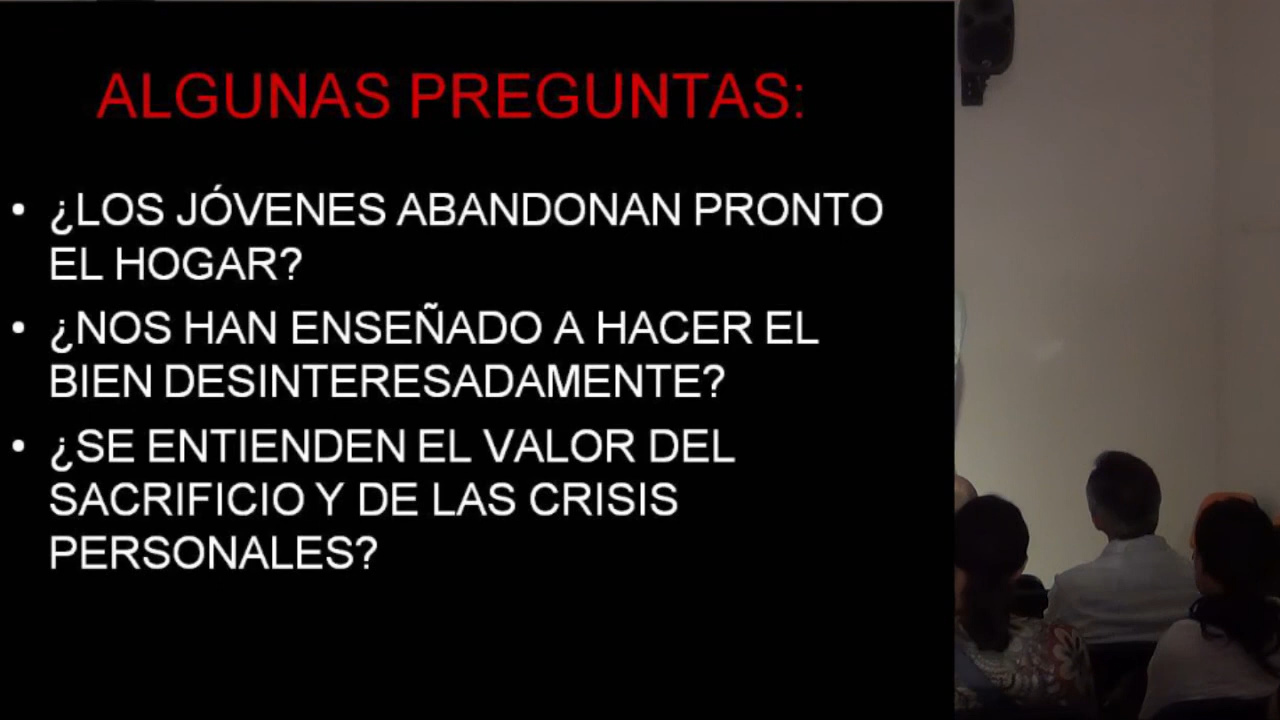 ALGUNAS PREGUNTAS:
• ¿LOS JÓVENES ABANDONAN PRONTO
EL HOGAR?
• ¿NOS HAN ENSEÑADO A HACER EL
BIEN DESINTERESADAMENTE?
• ¿SE ENTIENDEN EL VALOR DEL
SACRIFICIO Y DE LAS CRISIS
PERSONALES?